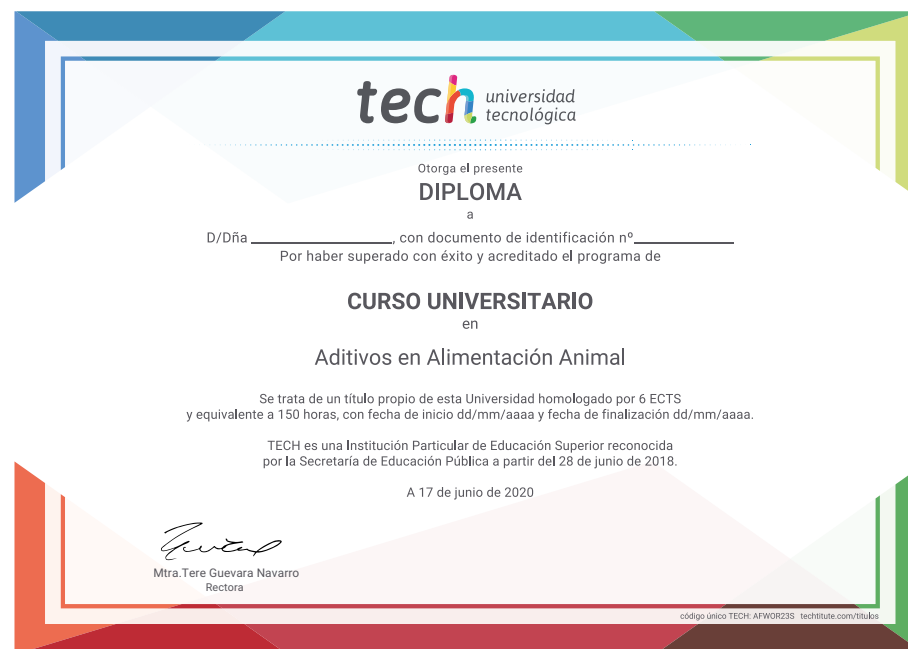 tech universidad
tecnológica
Otorga el presente
DIPLOMA
a
D/Dña ____________________, con documento de identificación nº______________
Por haber superado con éxito y acreditado el programa de
CURSO UNIVERSITARIO
en
Aditivos en Alimentación Animal
Se trata de un título propio de esta Universidad homologado por 6 ECTS
y equivalente a 150 horas, con fecha de inicio dd/mm/aaaa y fecha de finalización dd/mm/aaaa.
TECH es una Institución Particular de Educación Superior reconocida
por la Secretaría de Educación Pública a partir del 28 de junio de 2018.
A 17 de junio de 2020
Mtra.Tere Guevara Navarro
Rectora
código único TECH: AFWOR23S techtitute.com/titulos